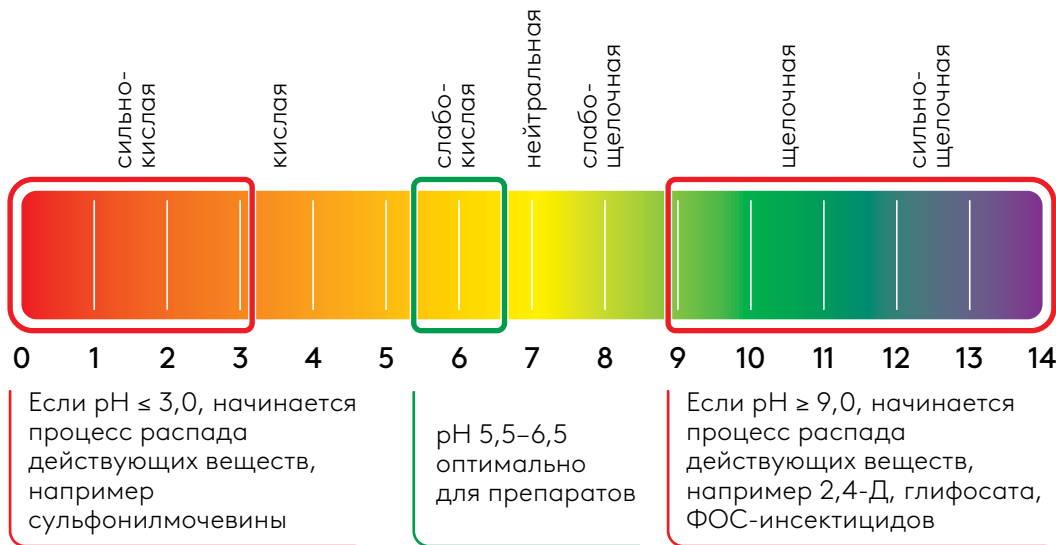 сильно-
кислая
кислая
слабо-
кислая
нейтральная
слабо-
щелочная
щелочная
сильно-
щелочная
0 1 2 3 4 5 6 7 8 9 10 11 12 13 14
Если pH ≤ 3,0, начинается
процесс распада
действующих веществ,
например
сульфонилмочевины
pH 5,5–6,5
оптимально
для препаратов
Если pH ≥ 9,0, начинается
процесс распада
действующих веществ,
например 2,4-Д, глифосата,
ФОС-инсектицидов